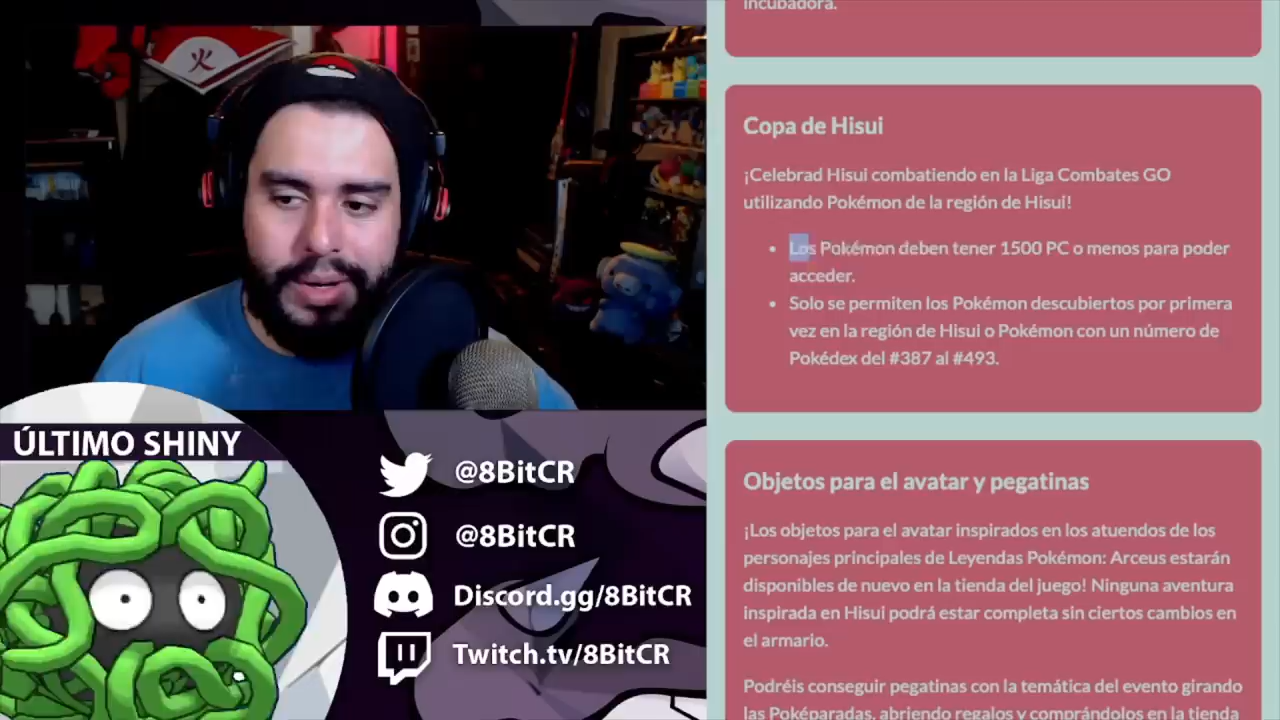 火
ÚLTIMO SHINY
@8BitCR
@8BitCR
Discord.gg/8BitCR
Twitch.tv/8BitCR
incubadora.
Copa de Hisui
¡Celebrad Hisui combatiendo en la Liga Combates GO
utilizando Pokémon de la región de Hisui!
Los Pokémon deben tener 1500 PC o menos para poder
acceder.
Solo se permiten los Pokémon descubiertos por primera
vez en la región de Hisui o Pokémon con un número de
Pokédex del #387 al #493.
Objetos para el avatar y pegatinas
¡Los objetos para el avatar inspirados en los atuendos de los
personajes principales de Leyendas Pokémon: Arceus estarán
disponibles de nuevo en la tienda del juego! Ninguna aventura
inspirada en Hisui podrá estar completa sin ciertos cambios en
el armario.
Podréis conseguir pegatinas con la temática del evento girando
las Poképaradas, abriendo regalos y comprándolos en la tienda